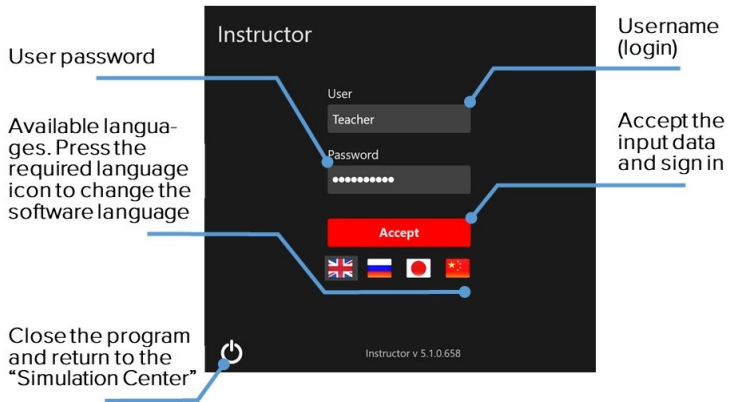 Instructor
Username
(login)
User password
User
Teacher
Available langua-
ges. Press the
required language
icon to change the
software language
Accept the
input data
and sign in
Password
••••••••••
Accept
Close the program
and return to the
“Simulation Center”
Instructor v 5.1.0.658